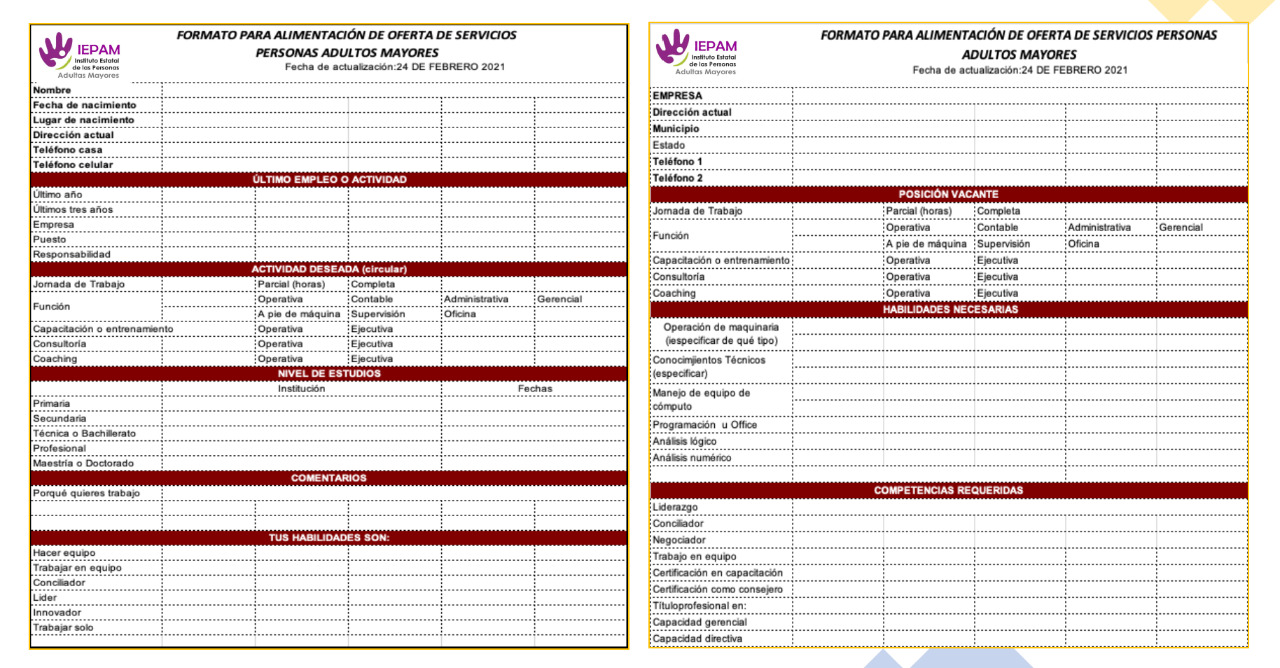 IEPAM
Instituto Estatal
de las Personas
Adultas Mayores
FORMATO PARA ALIMENTACIÓN DE OFERTA DE SERVICIOS
PERSONAS ADULTOS MAYORES
Fecha de actualización:24 DE FEBRERO 2021
Nombre
Fecha de nacimiento
Lugar de nacimiento
Dirección actual
Teléfono casa
Teléfono celular
ÚLTIMO EMPLEO O ACTIVIDAD
Último año
Últimos tres años
Empresa
Puesto
Responsabilidad
ACTIVIDAD DESEADA (circular)
Jornada de Trabajo Parcial (horas) Completa
Función Operativa Contable Administrativa Gerencial
A pie de máquina Supervisión Oficina
Capacitación o entrenamiento Operativa Ejecutiva
Consultoría Operativa Ejecutiva
Coaching Operativa Ejecutiva
NIVEL DE ESTUDIOS
Institución Fechas
Primaria
Secundaria
Técnica o Bachillerato
Profesional
Maestría o Doctorado
COMENTARIOS
Porqué quieres trabajo
TUS HABILIDADES SON:
Hacer equipo
Trabajar en equipo
Conciliador
Lider
Innovador
Trabajar solo
IEPAM
Instituto Estatal
de las Personas
Adultas Mayores
FORMATO PARA ALIMENTACIÓN DE OFERTA DE SERVICIOS PERSONAS
ADULTOS MAYORES
Fecha de actualización:24 DE FEBRERO 2021
EMPRESA
Dirección actual
Municipio
Estado
Teléfono 1
Teléfono 2
POSICIÓN VACANTE
Jornada de Trabajo Parcial (horas) Completa
Función Operativa Contable Administrativa Gerencial
A pie de máquina Supervisión Oficina
Capacitación o entrenamiento Operativa Ejecutiva
Consultoría Operativa Ejecutiva
Coaching Operativa Ejecutiva
HABILIDADES NECESARIAS
Operación de maquinaria
(iespecificar de qué tipo)
Conocimjientos Técnicos
(especificar)
Manejo de equipo de
cómputo
Programación u Office
Análisis lógico
Análisis numérico
COMPETENCIAS REQUERIDAS
Liderazgo
Conciliador
Negociador
Trabajo en equipo
Certificación en capacitación
Certificación como consejero
Títuloprofesional en:
Capacidad gerencial
Capacidad directiva